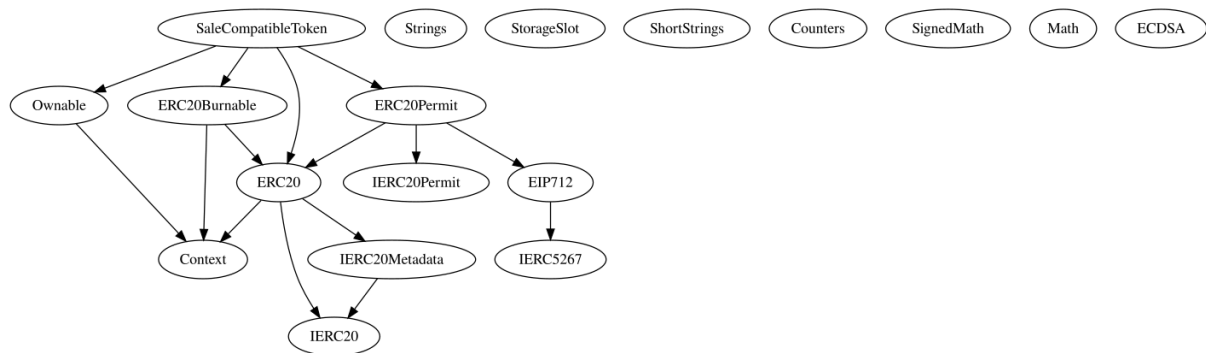 SaleCompatibleToken Strings StorageSlot ShortStrings Counters SignedMath Math ECDSA
Ownable ERC20Burnable ERC20Permit
ERC20 IERC20Permit EIP712
Context IERC20Metadata IERC5267
IERC20